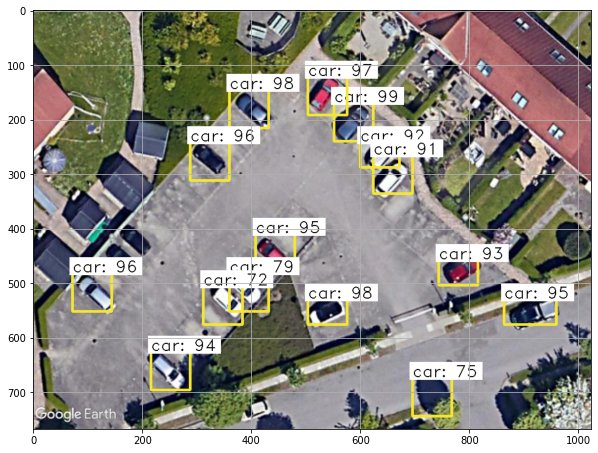 0
100
200
300
400
500
600
700
0
200
400
600
800
1000
car: 97
car: 98
car: 99
car: 92
car: 96
car: 91
car: 95
car: 93
car: 96
car: 79
car: 72
car: 98
car: 95
car: 94
car: 75
Google Earth